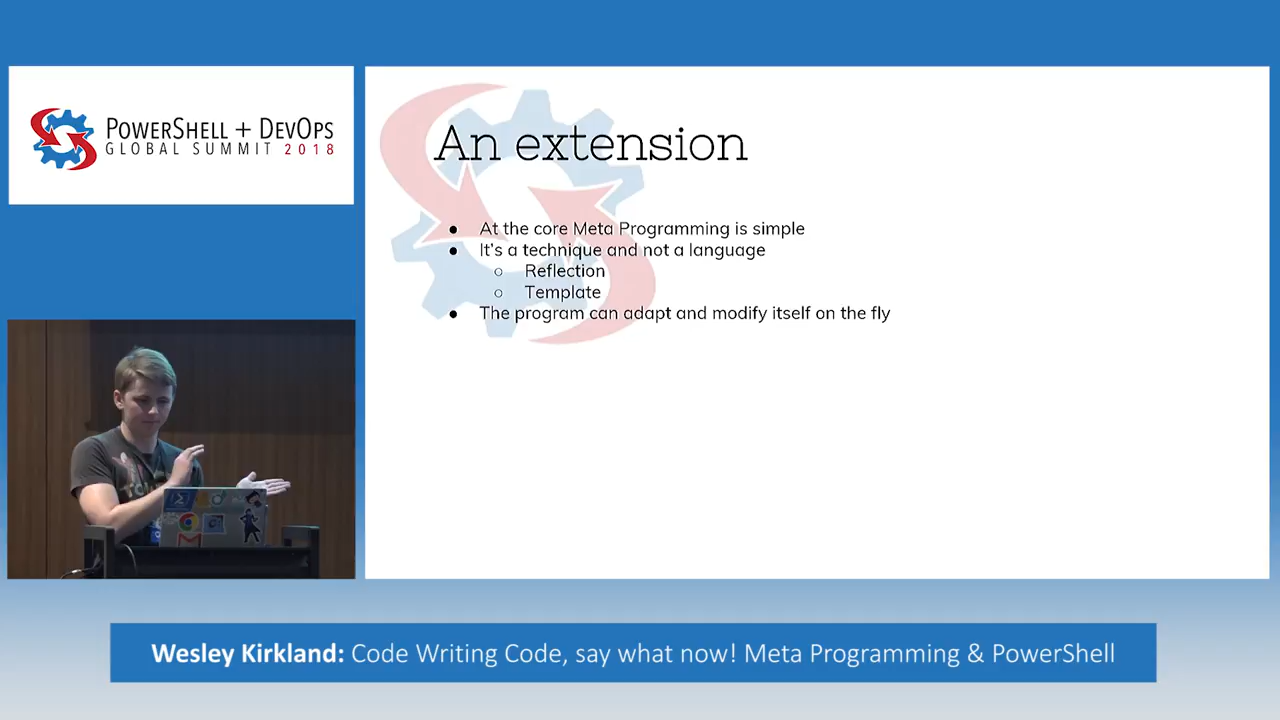 POWERSHELL + DEVOPS
GLOBAL SUMMIT 2018
An extension
● At the core Meta Programming is simple
● It's a technique and not a language
○ Reflection
○ Template
● The program can adapt and modify itself on the fly
Wesley Kirkland: Code Writing Code, say what now! Meta Programming & PowerShell